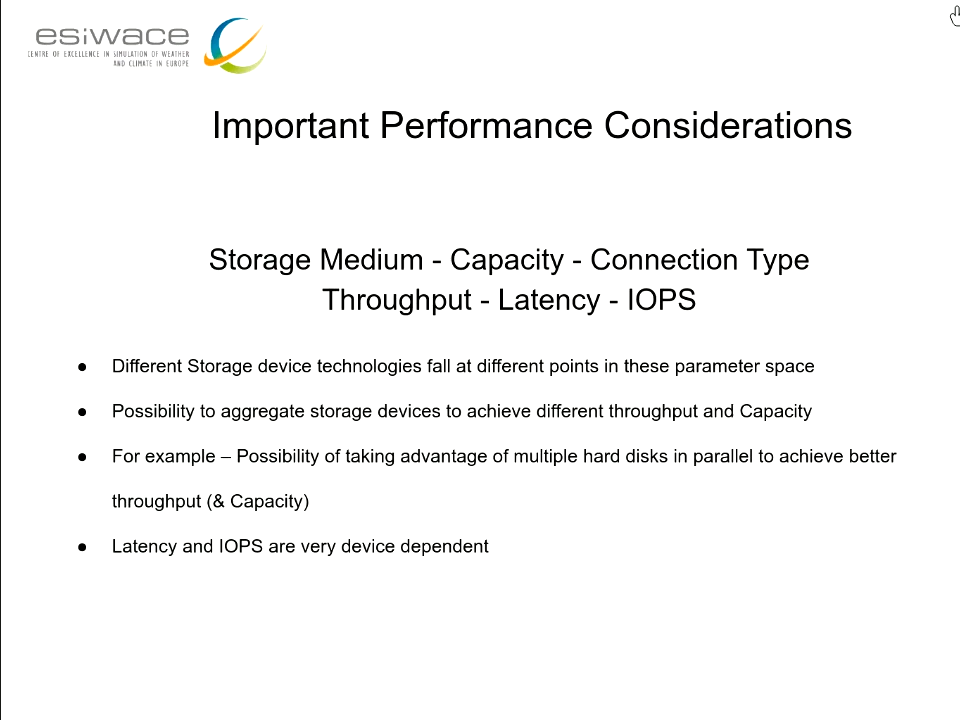 esiwace
CENTRE OF EXCELLENCE IN SIMULATION OF WEATHER
AND CLIMATE IN EUROPE
Important Performance Considerations
Storage Medium - Capacity - Connection Type
Throughput - Latency - IOPS
● Different Storage device technologies fall at different points in these parameter space
● Possibility to aggregate storage devices to achieve different throughput and Capacity
● For example – Possibility of taking advantage of multiple hard disks in parallel to achieve better
throughput (& Capacity)
● Latency and IOPS are very device dependent